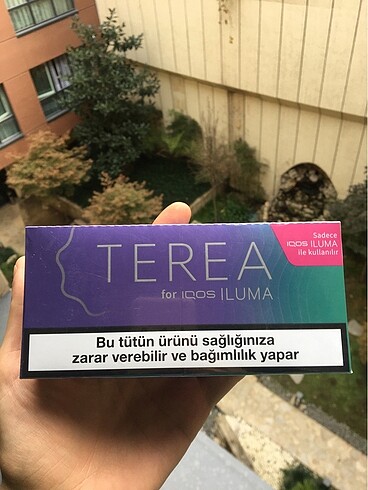 Sadece
IQOS ILUMA
ile kullanılır
TEREA
for IQOS ILUMA
Bu tütün ürünü sağlığınıza
zarar verebilir ve bağımlılık yapar